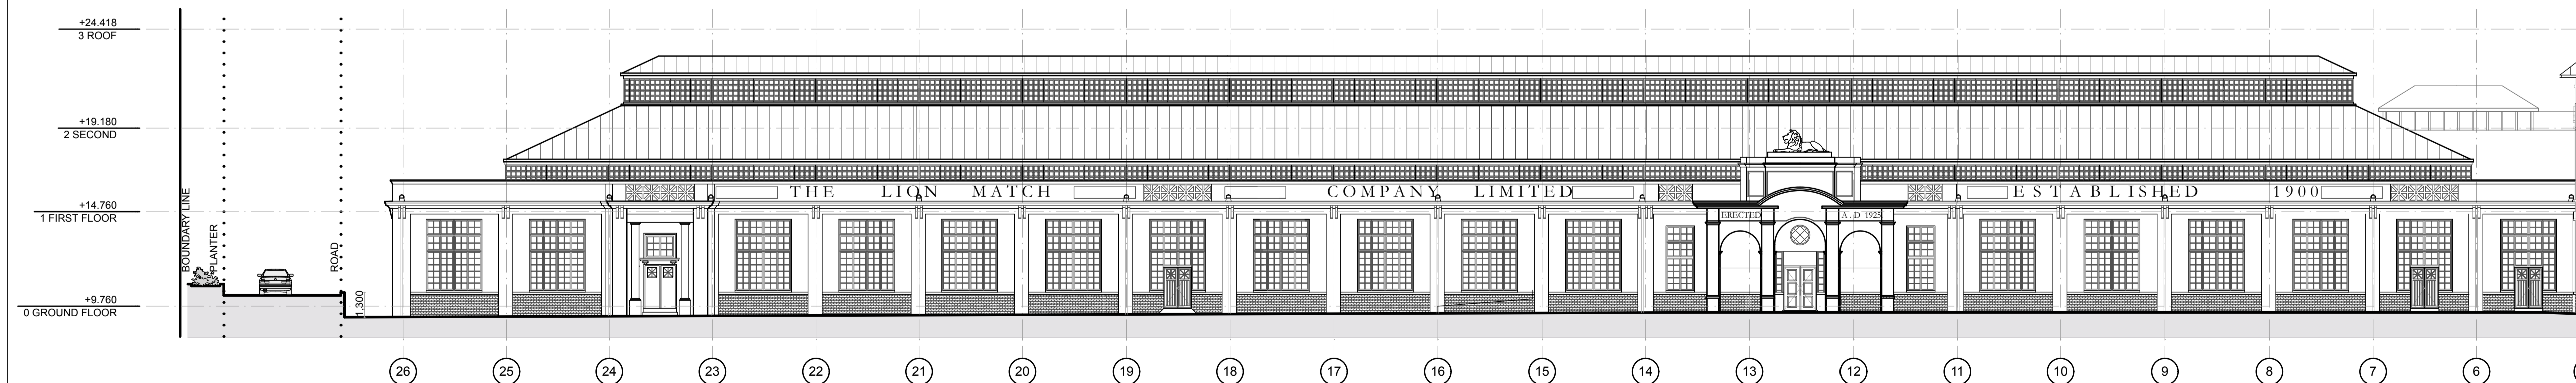 +24.418
3 ROOF
+19.180
2 SECOND
+14.760
1 FIRST FLOOR
+9.760
0 GROUND FLOOR
BOUNDARY LINE
PLANTER
ROAD
1,300
THE LION MATCH COMPANY LIMITED ESTABLISHED 1900
ERECTED A.D 1925
26 25 24 23 22 21 20 19 18 17 16 15 14 13 12 11 10 9 8 7 6